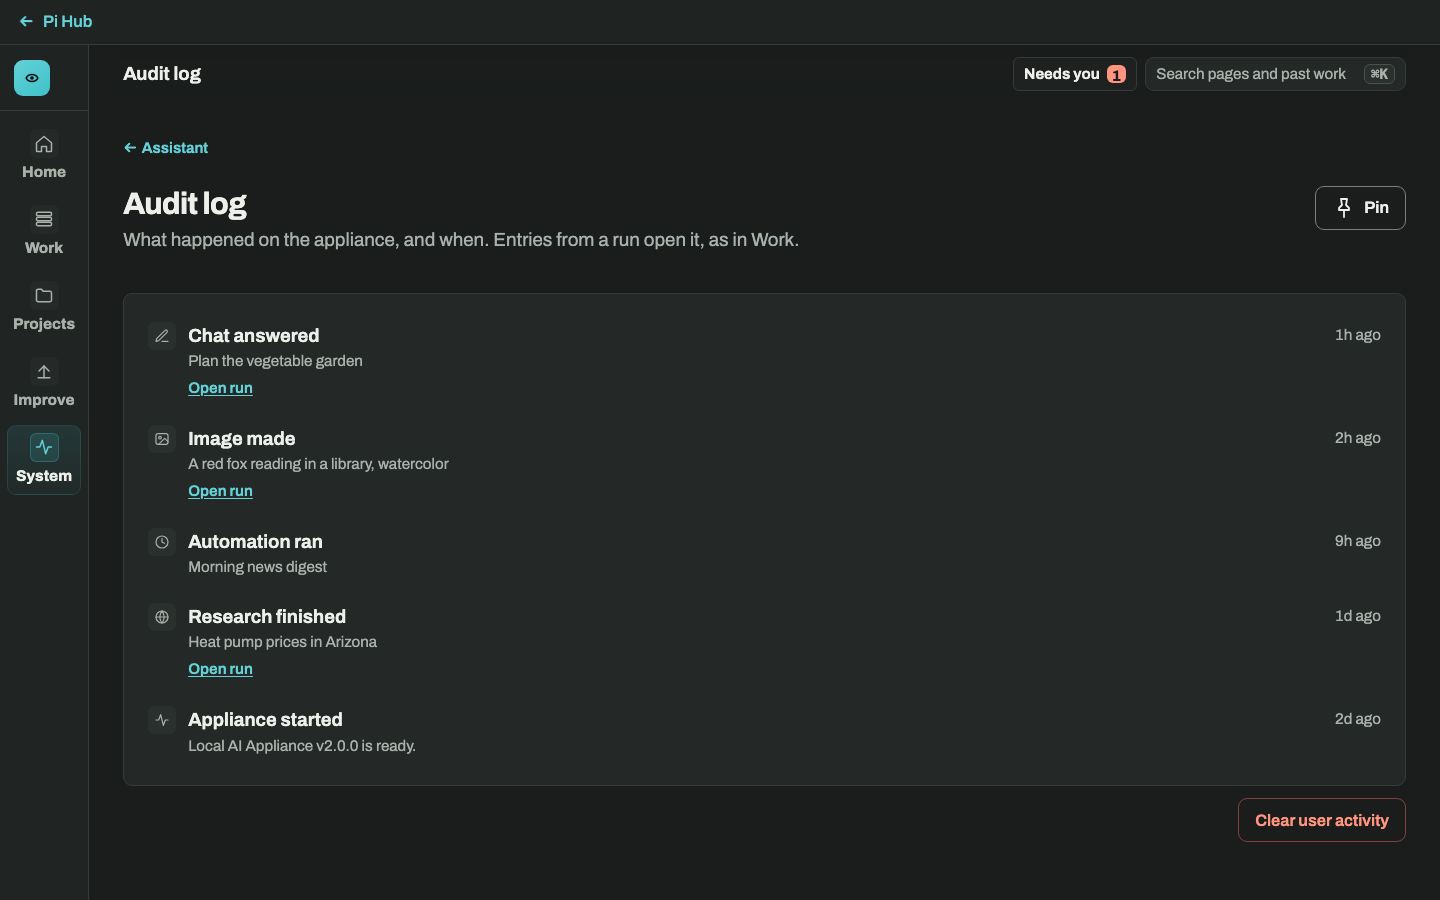 ← Pi Hub
Audit log
Needs you 1
Search pages and past work ⌘K
Home
Work
Projects
Improve
System
← Assistant
Audit log
Pin
What happened on the appliance, and when. Entries from a run open it, as in Work.
Chat answered
1h ago
Plan the vegetable garden
Open run
Image made
2h ago
A red fox reading in a library, watercolor
Open run
Automation ran
9h ago
Morning news digest
Research finished
1d ago
Heat pump prices in Arizona
Open run
Appliance started
2d ago
Local AI Appliance v2.0.0 is ready.
Clear user activity